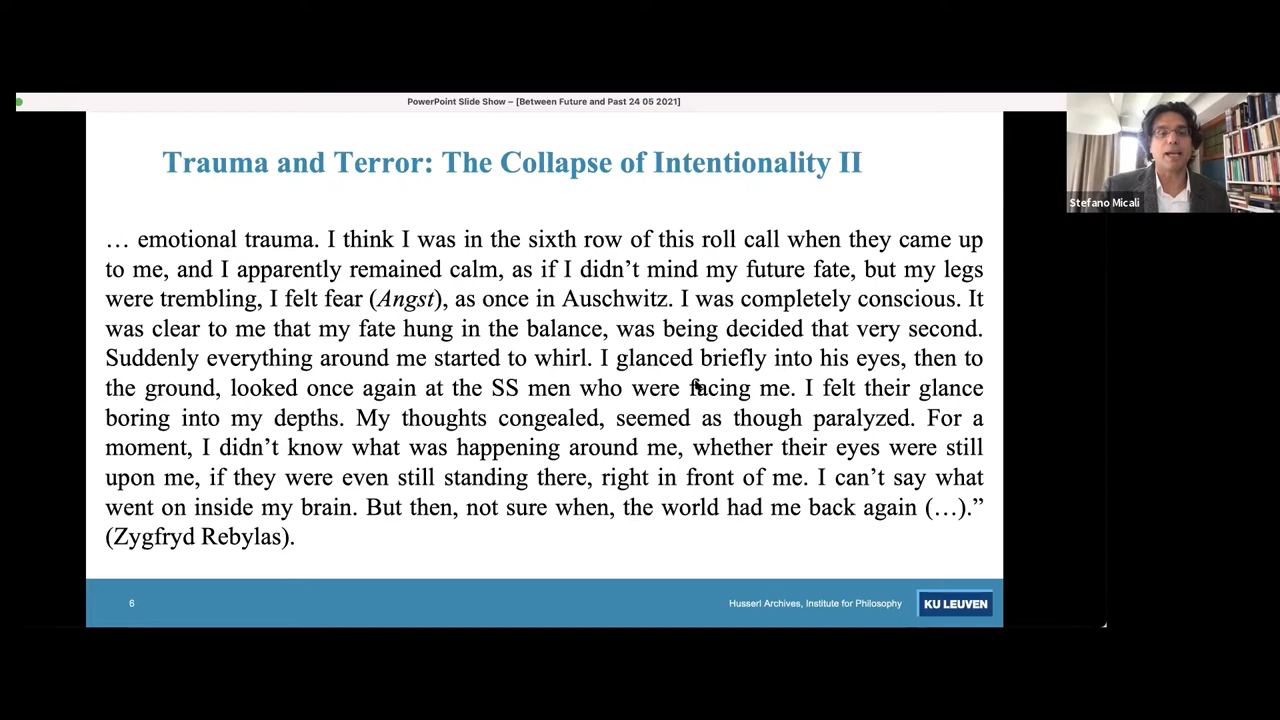 PowerPoint Slide Show – [Between Future and Past 24 05 2021]
Trauma and Terror: The Collapse of Intentionality II
Stefano Micali
… emotional trauma. I think I was in the sixth row of this roll call when they came up
to me, and I apparently remained calm, as if I didn’t mind my future fate, but my legs
were trembling, I felt fear (Angst), as once in Auschwitz. I was completely conscious. It
was clear to me that my fate hung in the balance, was being decided that very second.
Suddenly everything around me started to whirl. I glanced briefly into his eyes, then to
the ground, looked once again at the SS men who were facing me. I felt their glance
boring into my depths. My thoughts congealed, seemed as though paralyzed. For a
moment, I didn’t know what was happening around me, whether their eyes were still
upon me, if they were even still standing there, right in front of me. I can’t say what
went on inside my brain. But then, not sure when, the world had me back again (…).”
(Zygfryd Rebylas).
6
Husserl Archives, Institute for Philosophy
KU LEUVEN